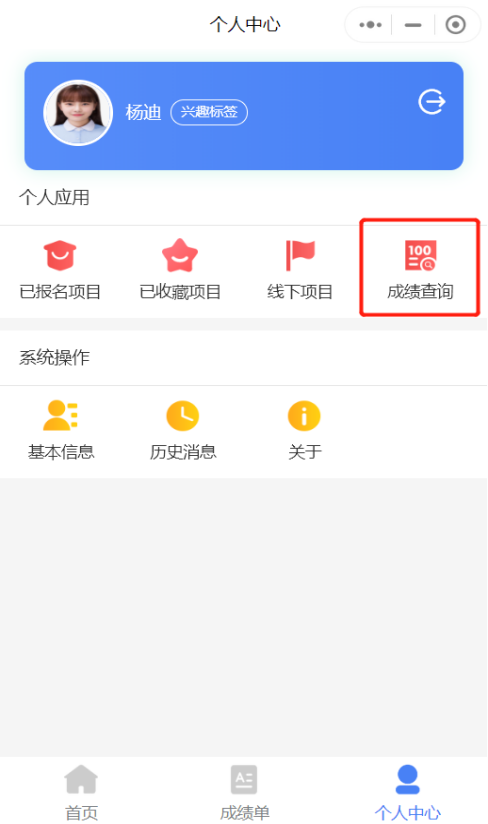 个人中心
杨迪 兴趣标签
个人应用
100
已报名项目 已收藏项目 线下项目 成绩查询
系统操作
基本信息 历史消息 关于
首页 成绩单 个人中心